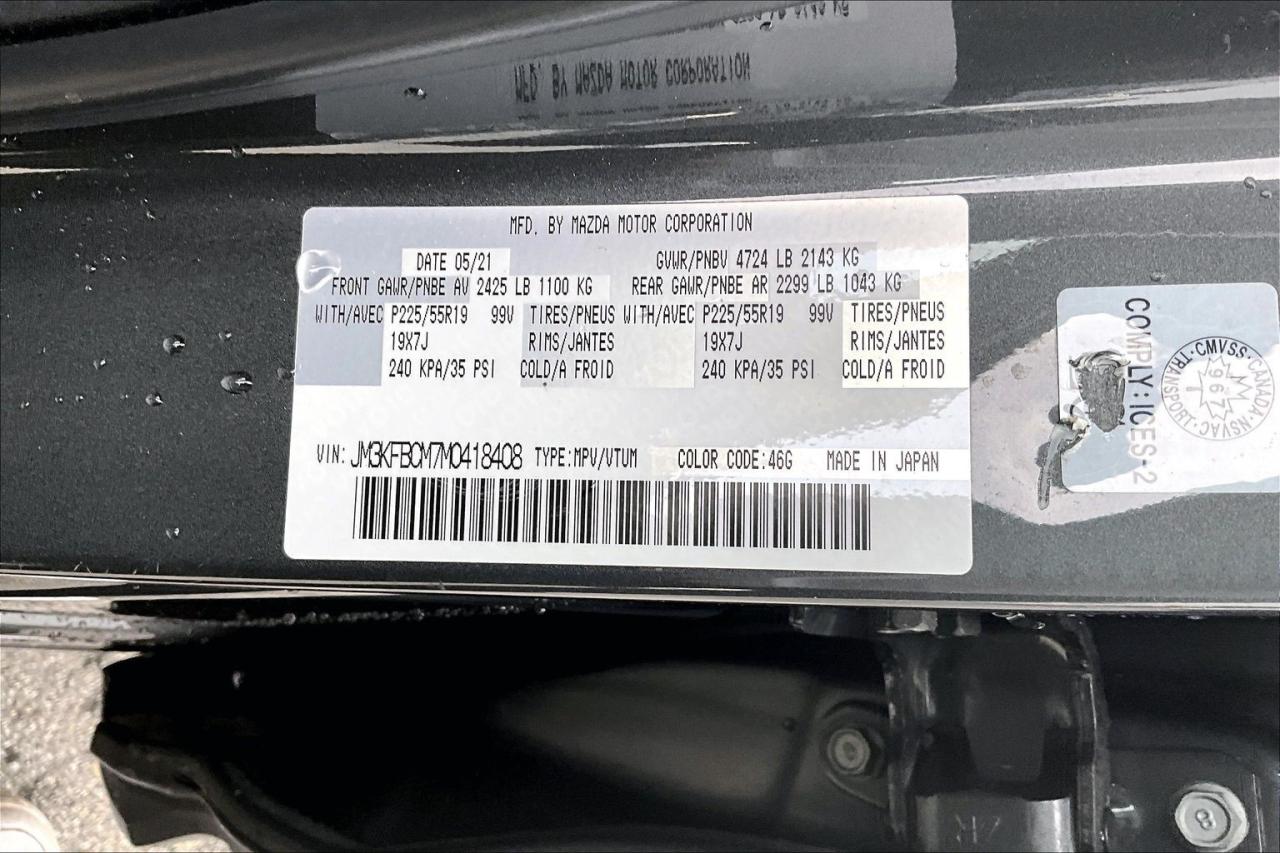 MFD. BY MAZDA MOTOR CORPORATION
DATE 05/21 GVWR/PNBV 4724 LB 2143 KG
FRONT GAWR/PNBE AV 2425 LB 1100 KG REAR GAWR/PNBE AR 2299 LB 1043 KG
WITH/AVEC P225/55R19 99V TIRES/PNEUS WITH/AVEC P225/55R19 99V TIRES/PNEUS
19X7J RIMS/JANTES 19X7J RIMS/JANTES
240 KPA/35 PSI COLD/A FROID 240 KPA/35 PSI COLD/A FROID
VIN: JM3KFBCM7M0418408 TYPE:MPV/VTUM COLOR CODE:46G MADE IN JAPAN
COMPLY:ICES-2
CANADA·NSVAC·TRANSPORT·CMVSS
196
MFD. BY MAZDA MOTOR CORPORATION
8